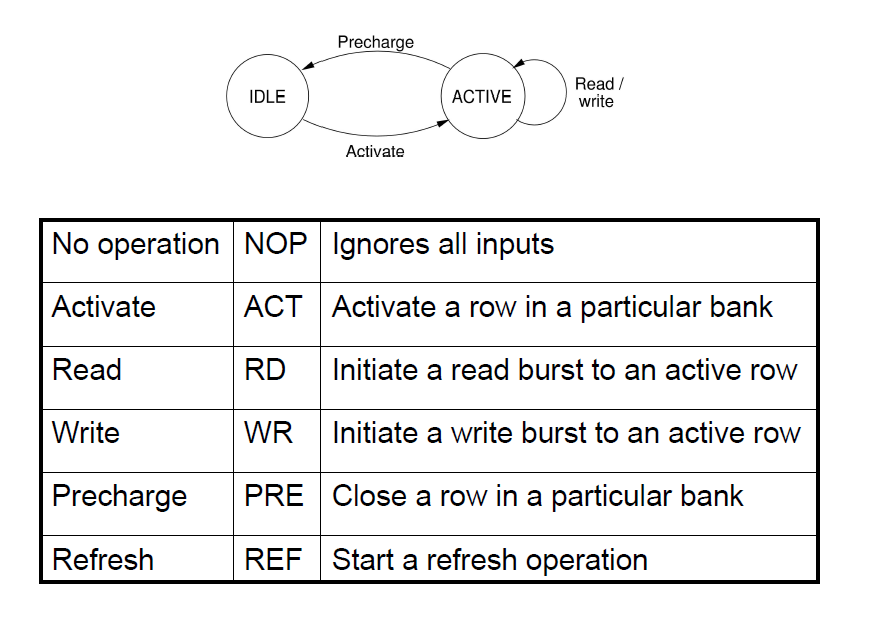 Precharge
IDLE
ACTIVE
Read /
write
Activate
No operation NOP Ignores all inputs
Activate ACT Activate a row in a particular bank
Read RD Initiate a read burst to an active row
Write WR Initiate a write burst to an active row
Precharge PRE Close a row in a particular bank
Refresh REF Start a refresh operation